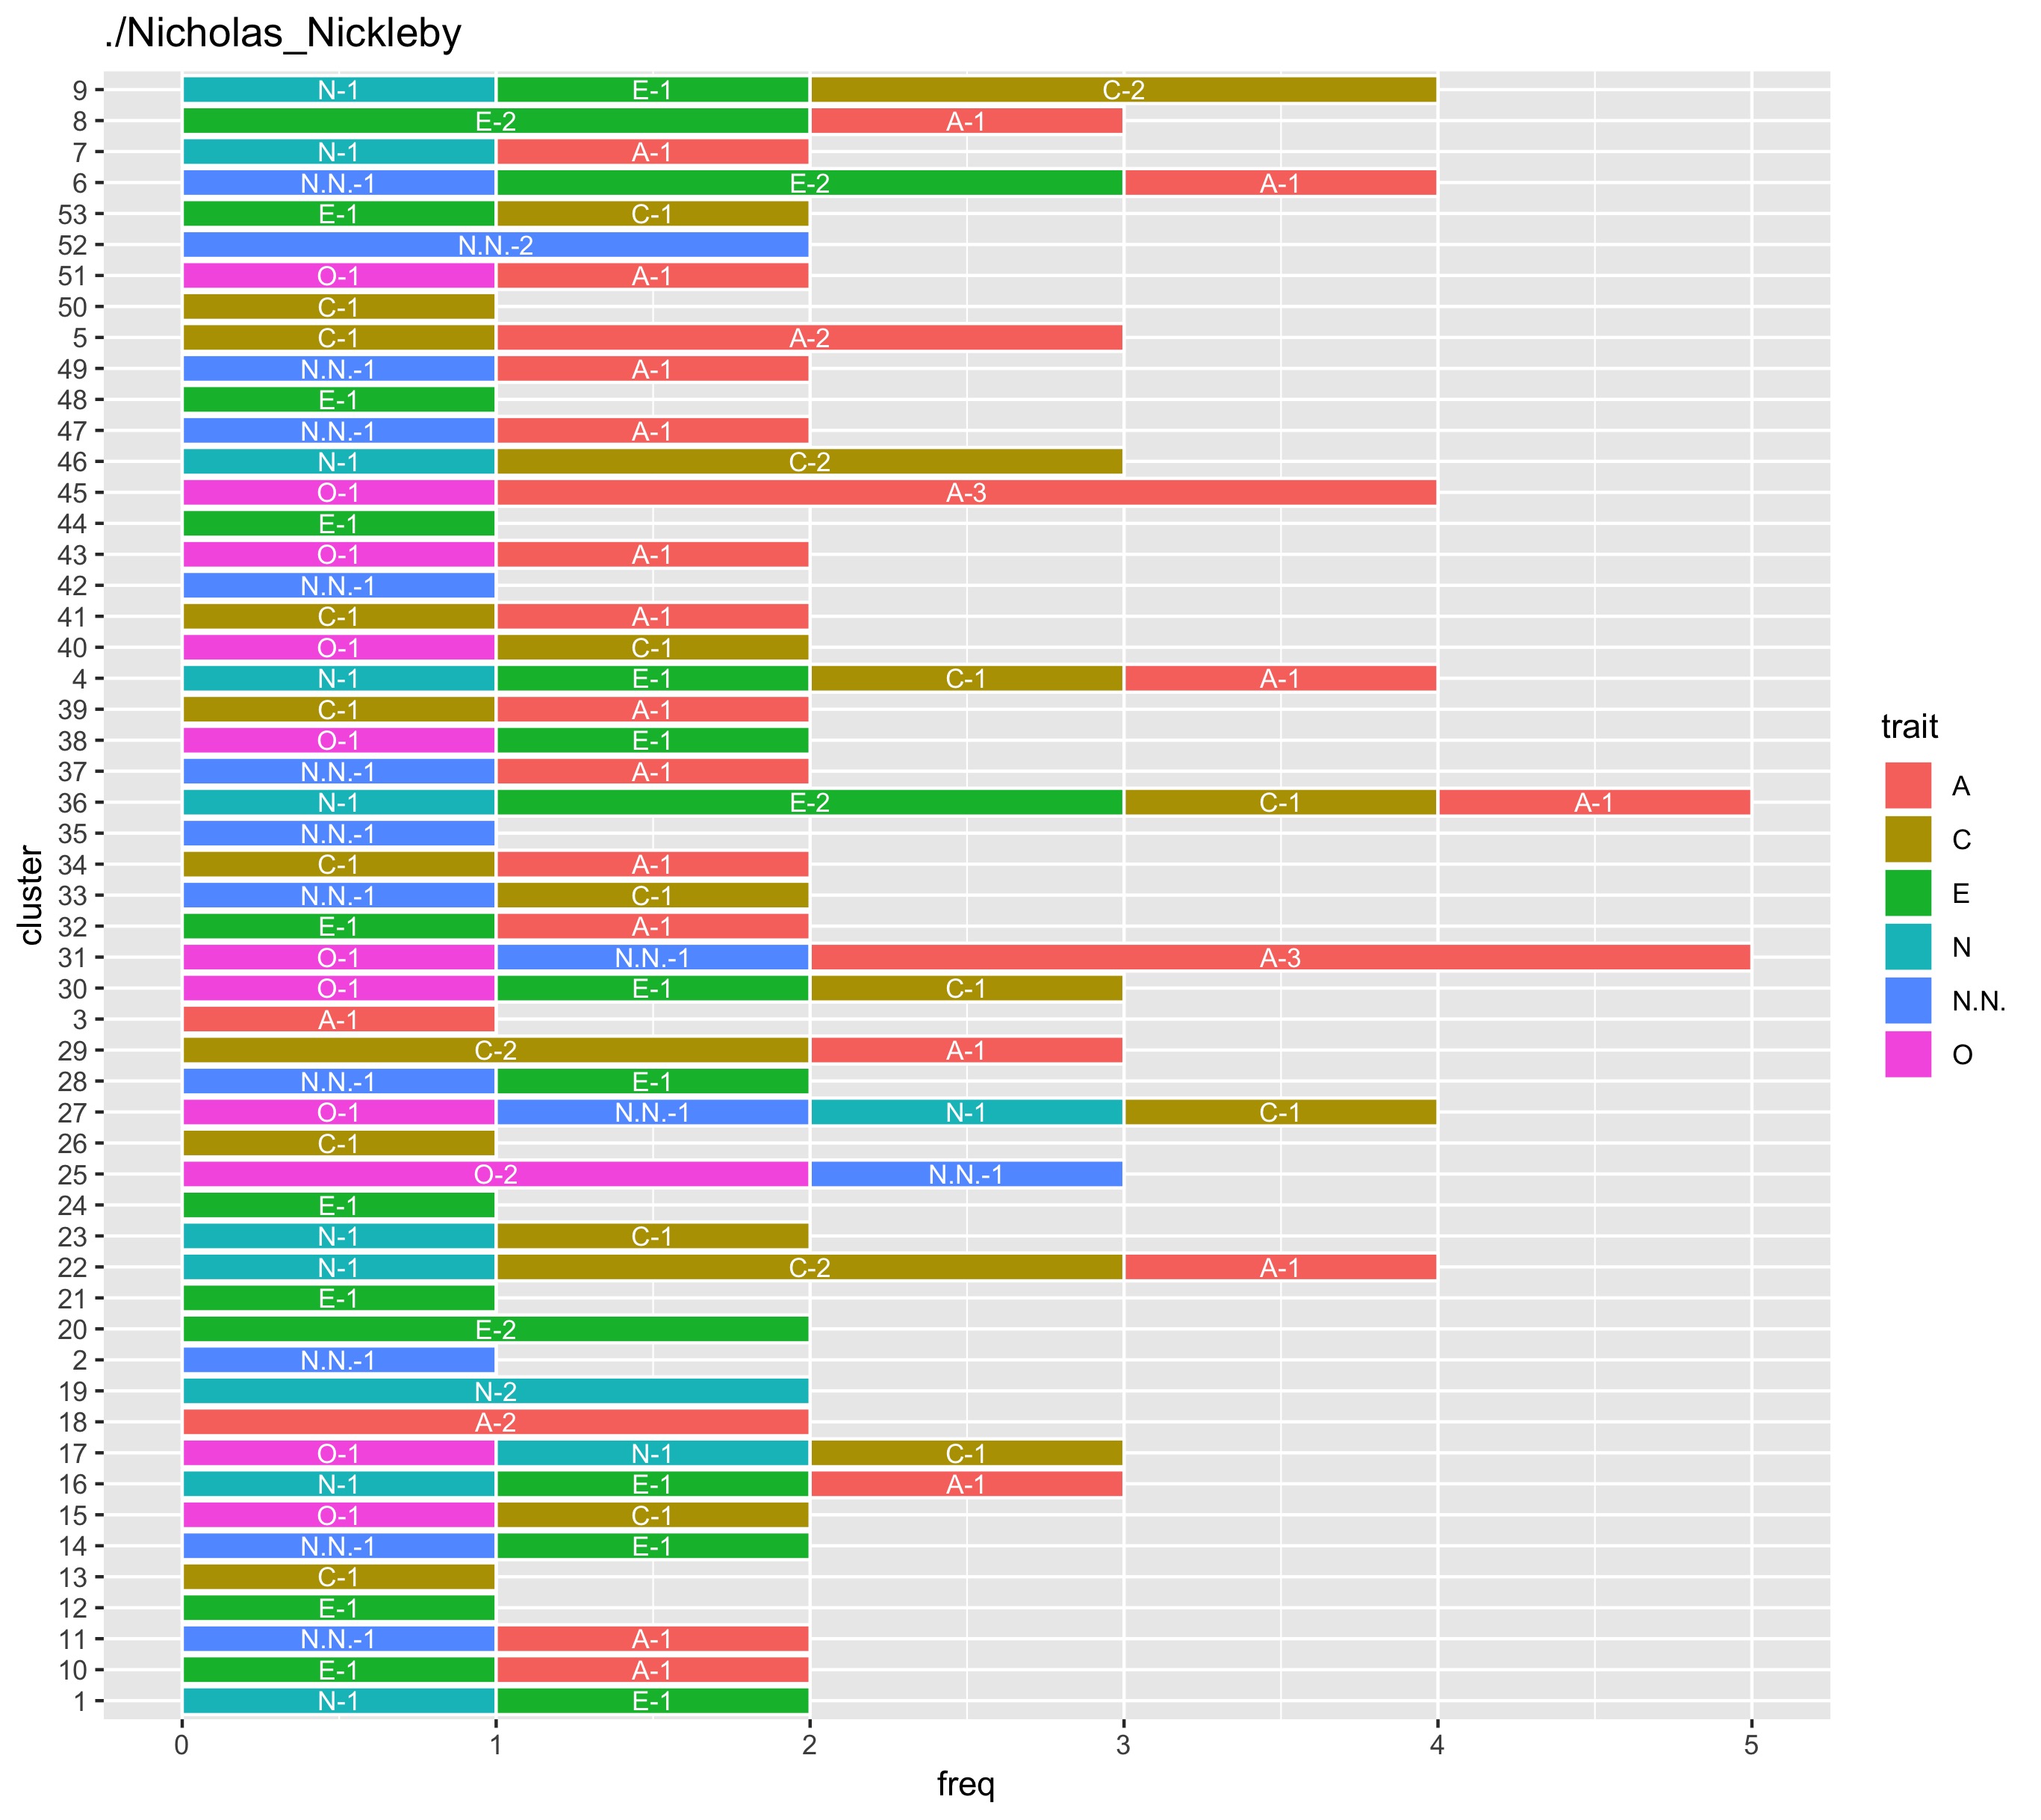 ./Nicholas_Nickleby
9 N-1 E-1 C-2
8 E-2 A-1
7 N-1 A-1
6 N.N.-1 E-2 A-1
53 E-1 C-1
52 N.N.-2
51 O-1 A-1
50 C-1
5 C-1 A-2
49 N.N.-1 A-1
48 E-1
47 N.N.-1 A-1
46 N-1 C-2
45 O-1 A-3
44 E-1
43 O-1 A-1
42 N.N.-1
41 C-1 A-1
40 O-1 C-1
4 N-1 E-1 C-1 A-1
39 C-1 A-1
38 O-1 E-1
37 N.N.-1 A-1
36 N-1 E-2 C-1 A-1
35 N.N.-1
34 C-1 A-1
33 N.N.-1 C-1
32 E-1 A-1
31 O-1 N.N.-1 A-3
30 O-1 E-1 C-1
3 A-1
29 C-2 A-1
28 N.N.-1 E-1
27 O-1 N.N.-1 N-1 C-1
26 C-1
25 O-2 N.N.-1
24 E-1
23 N-1 C-1
22 N-1 C-2 A-1
21 E-1
20 E-2
2 N.N.-1
19 N-2
18 A-2
17 O-1 N-1 C-1
16 N-1 E-1 A-1
15 O-1 C-1
14 N.N.-1 E-1
13 C-1
12 E-1
11 N.N.-1 A-1
10 E-1 A-1
1 N-1 E-1
0 1 2 3 4 5
freq
cluster
trait
A
C
E
N
N.N.
O